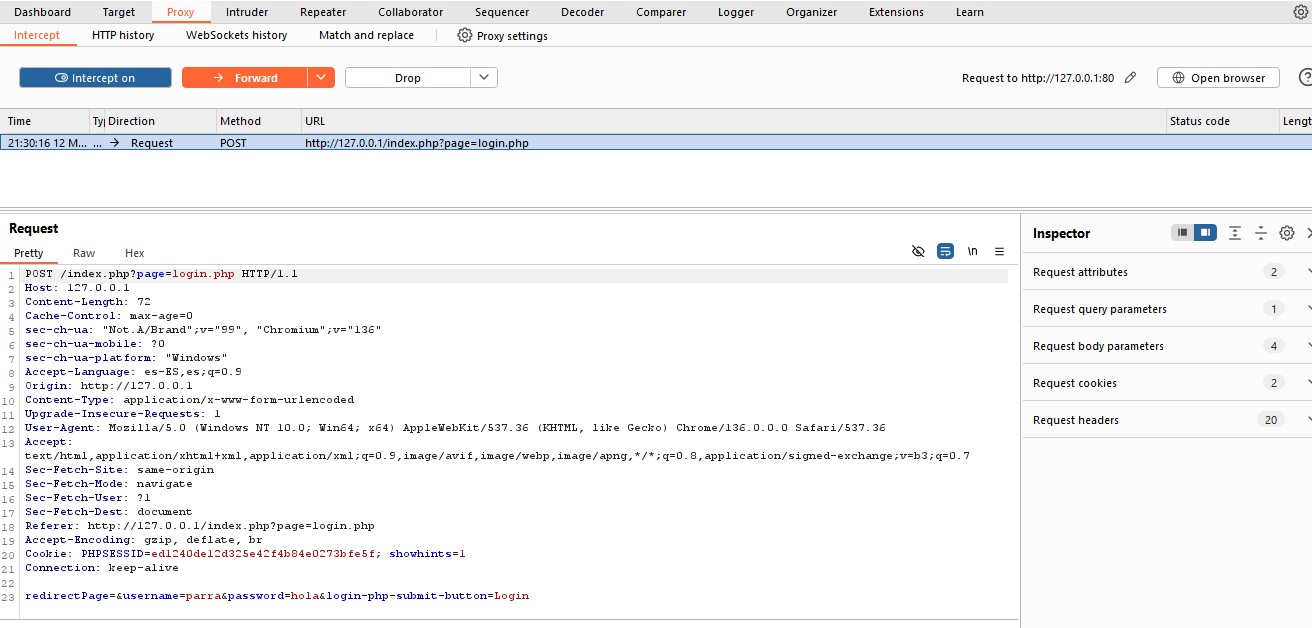 Dashboard Target Proxy Intruder Repeater Collaborator Sequencer Decoder Comparer Logger Organizer Extensions Learn
Intercept HTTP history WebSockets history Match and replace Proxy settings
Intercept on Forward Drop Request to http://127.0.0.1:80 Open browser
Time Ty Direction Method URL Status code Lengt
21:30:16 12 M... ... → Request POST http://127.0.0.1/index.php?page=login.php
Request
Pretty Raw Hex \n
1 POST /index.php?page=login.php HTTP/1.1
2 Host: 127.0.0.1
3 Content-Length: 72
4 Cache-Control: max-age=0
5 sec-ch-ua: "Not.A/Brand";v="99", "Chromium";v="136"
6 sec-ch-ua-mobile: ?0
7 sec-ch-ua-platform: "Windows"
8 Accept-Language: es-ES,es;q=0.9
9 Origin: http://127.0.0.1
10 Content-Type: application/x-www-form-urlencoded
11 Upgrade-Insecure-Requests: 1
12 User-Agent: Mozilla/5.0 (Windows NT 10.0; Win64; x64) AppleWebKit/537.36 (KHTML, like Gecko) Chrome/136.0.0.0 Safari/537.36
13 Accept:
text/html,application/xhtml+xml,application/xml;q=0.9,image/avif,image/webp,image/apng,*/*;q=0.8,application/signed-exchange;v=b3;q=0.7
14 Sec-Fetch-Site: same-origin
15 Sec-Fetch-Mode: navigate
16 Sec-Fetch-User: ?1
17 Sec-Fetch-Dest: document
18 Referer: http://127.0.0.1/index.php?page=login.php
19 Accept-Encoding: gzip, deflate, br
20 Cookie: PHPSESSID=ed1240de12d325e42f4b84e0273bfe5f; showhints=1
21 Connection: keep-alive
22
23 redirectPage=&username=parra&password=hola&login-php-submit-button=Login
Inspector
Request attributes 2
Request query parameters 1
Request body parameters 4
Request cookies 2
Request headers 20